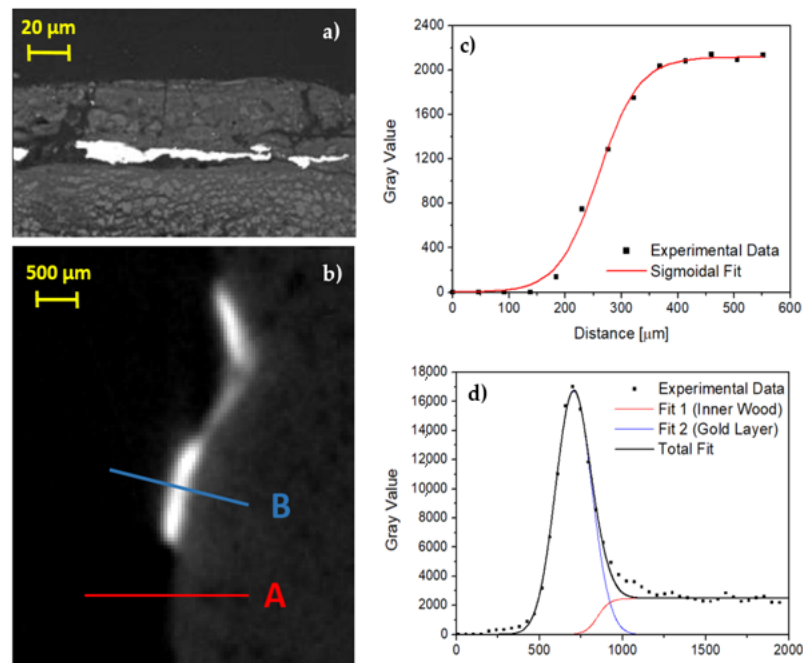 20 µm
a)
500 µm
b)
B
A
c)
2200
2000
1600
1200
800
400
0
Gray Value
Experimental Data
Sigmoidal Fit
0 100 200 300 400 500 600
Distance [µm]
d)
18000
16000
14000
12000
10000
8000
6000
4000
2000
0
Gray Value
Experimental Data
Fit 1 (Inner Wood)
Fit 2 (Gold Layer)
Total Fit
0 500 1000 1500 2000